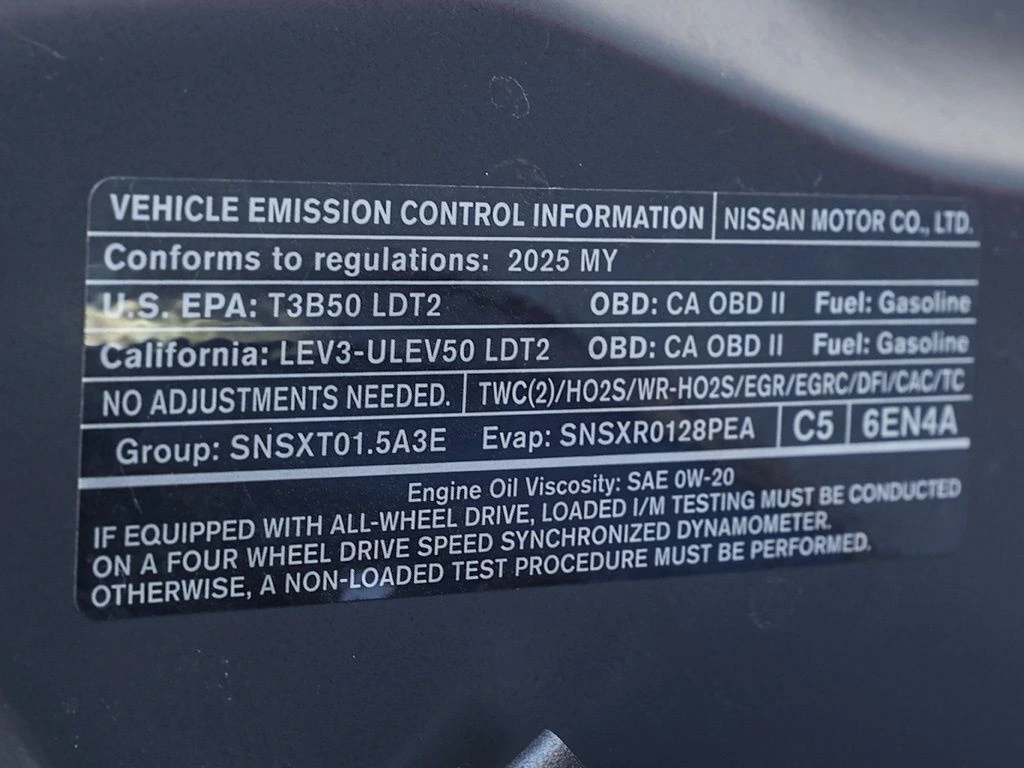 VEHICLE EMISSION CONTROL INFORMATION NISSAN MOTOR CO., LTD.
Conforms to regulations: 2025 MY
U.S. EPA: T3B50 LDT2 OBD: CA OBD II Fuel: Gasoline
California: LEV3-ULEV50 LDT2 OBD: CA OBD II Fuel: Gasoline
NO ADJUSTMENTS NEEDED. TWC(2)/HO2S/WR-HO2S/EGR/EGRC/DFI/CAC/TC
Group: SNSXT01.5A3E Evap: SNSXR0128PEA C5 6EN4A
Engine Oil Viscosity: SAE 0W-20
IF EQUIPPED WITH ALL-WHEEL DRIVE, LOADED I/M TESTING MUST BE CONDUCTED
ON A FOUR WHEEL DRIVE SPEED SYNCHRONIZED DYNAMOMETER.
OTHERWISE, A NON-LOADED TEST PROCEDURE MUST BE PERFORMED.